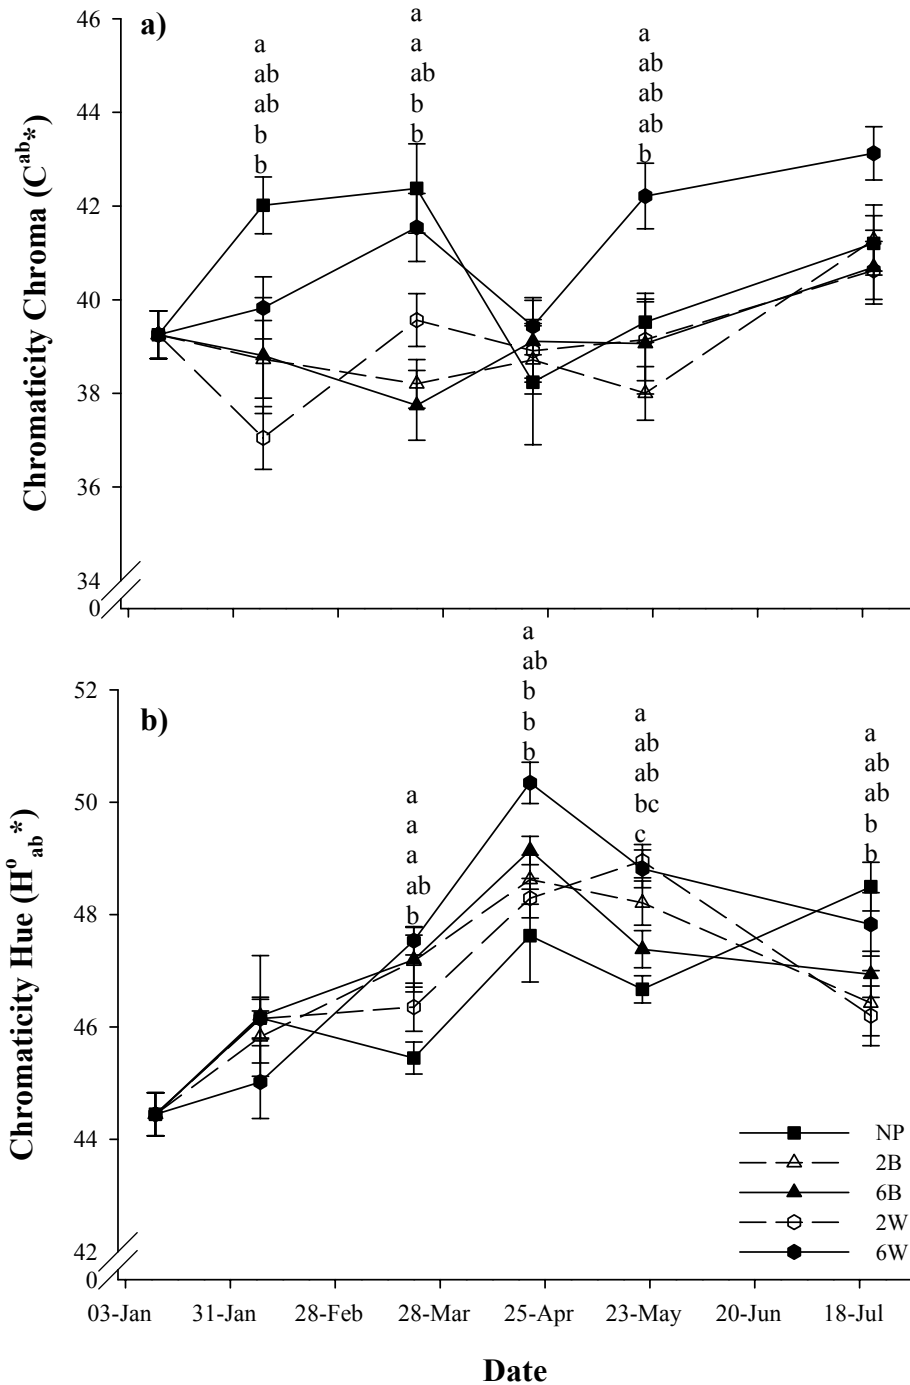 46
a)
a
ab
ab
b
b
a
a
ab
b
b
a
ab
ab
ab
b
44
42
40
38
36
34
0
Chromaticity Chroma (C^ab*)
52
b)
a
ab
b
b
b
a
ab
ab
bc
c
a
ab
ab
b
b
a
a
a
ab
b
50
48
46
44
42
0
Chromaticity Hue (H^o_ab*)
NP
2B
6B
2W
6W
03-Jan 31-Jan 28-Feb 28-Mar 25-Apr 23-May 20-Jun 18-Jul
Date